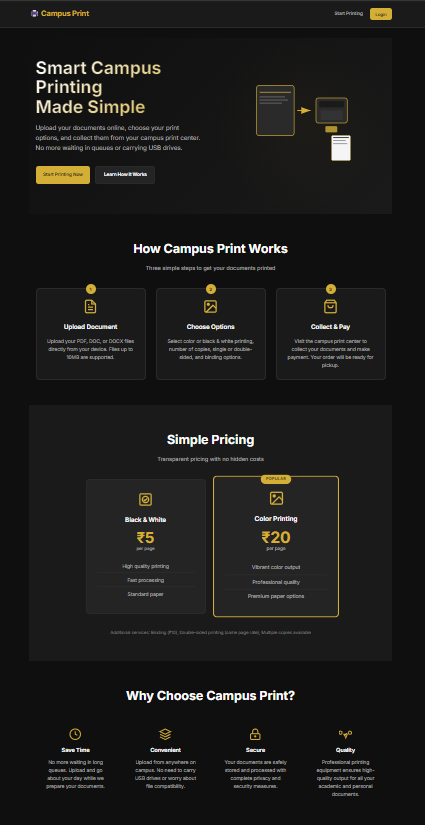 Campus Print
Start Printing
Login
Smart Campus
Printing
Made Simple
Upload your documents online, choose your print
options, and collect them from your campus print center.
No more waiting in queues or carrying USB drives.
Start Printing Now
Learn How It Works
How Campus Print Works
Three simple steps to get your documents printed
1
Upload Document
Upload your PDF, DOC, or DOCX files
directly from your device. Files up to
10MB are supported.
2
Choose Options
Select color or black & white printing,
number of copies, single or double-
sided, and binding options.
3
Collect & Pay
Visit the campus print center to
collect your documents and make
payment. Your order will be ready for
pickup.
Simple Pricing
Transparent pricing with no hidden costs
Black & White
₹5
per page
High quality printing
Fast processing
Standard paper
POPULAR
Color Printing
₹20
per page
Vibrant color output
Professional quality
Premium paper options
Additional services: Binding (₹10), Double-sided printing (same page rate), Multiple copies available
Why Choose Campus Print?
Save Time
No more waiting in long
queues. Upload and go
about your day while we
prepare your documents.
Convenient
Upload from anywhere on
campus. No need to carry
USB drives or worry about
file compatibility.
Secure
Your documents are safely
stored and processed with
complete privacy and
security measures.
Quality
Professional printing
equipment ensures high-
quality output for all your
academic and personal
documents.